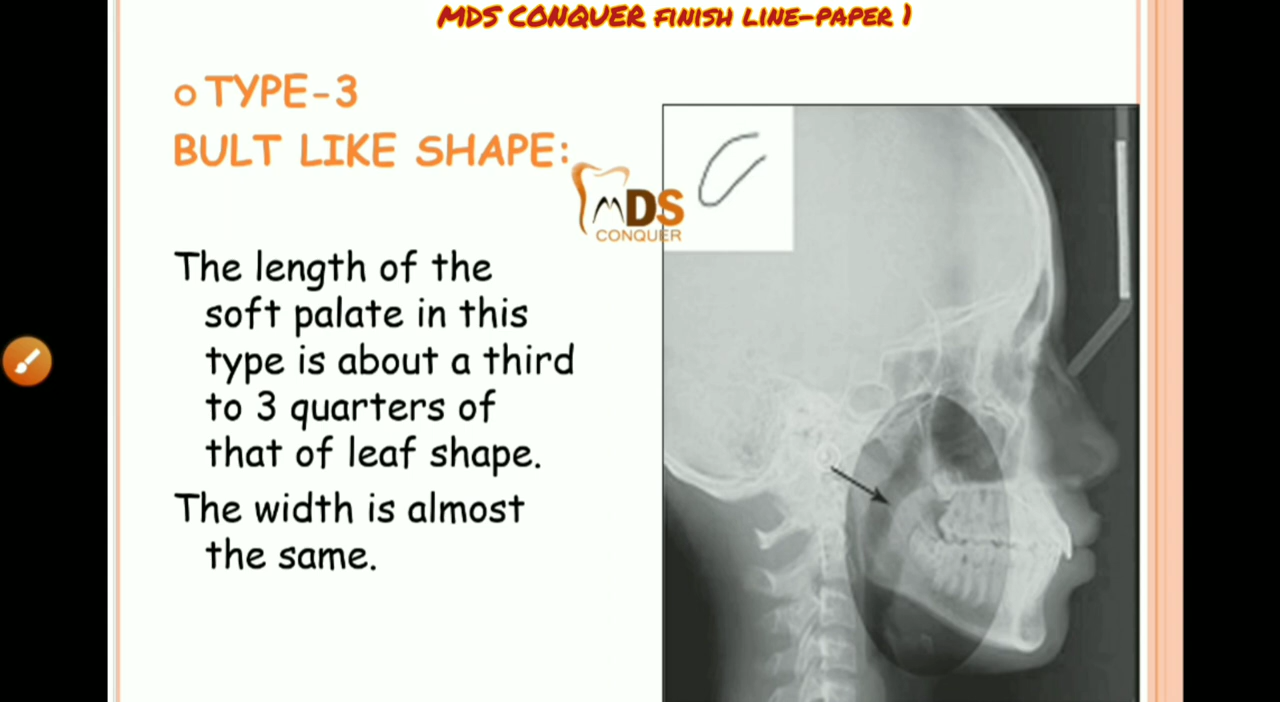 MDS CONQUER FINISH LINE-PAPER 1
TYPE-3
BULT LIKE SHAPE:
MDS
CONQUER
The length of the
soft palate in this
type is about a third
to 3 quarters of
that of leaf shape.
The width is almost
the same.